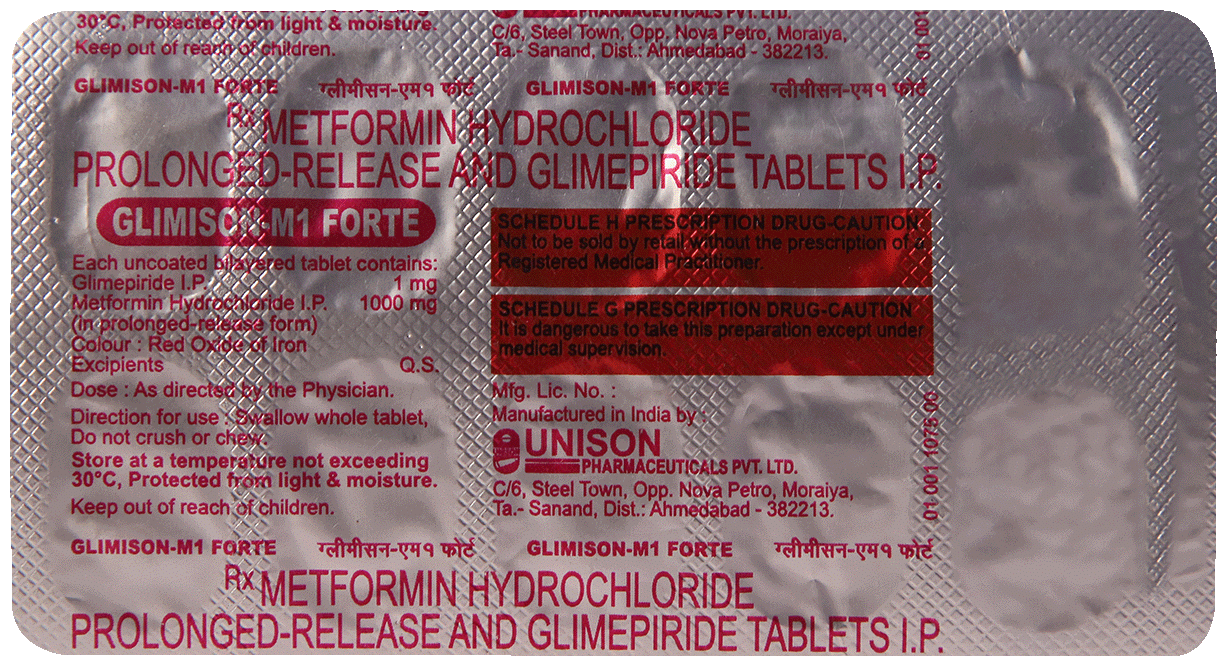 30°C, Protected from light & moisture.
Keep out of reach of children.
PHARMACEUTICALS PVT. LTD.
C/6, Steel Town, Opp. Nova Petro, Moraiya,
Ta.- Sanand, Dist.: Ahmedabad - 382213.
01 001
GLIMISON-M1 FORTE ग्लीमीसन-एम१ फोर्ट GLIMISON-M1 FORTE ग्लीमीसन-एम१ फोर्ट
Rx METFORMIN HYDROCHLORIDE
PROLONGED-RELEASE AND GLIMEPIRIDE TABLETS I.P.
GLIMISON-M1 FORTE
Each uncoated bilayered tablet contains:
Glimepiride I.P. 1 mg
Metformin Hydrochloride I.P. 1000 mg
(in prolonged-release form)
Colour : Red Oxide of Iron
Excipients Q.S.
Dose : As directed by the Physician.
Direction for use : Swallow whole tablet,
Do not crush or chew.
Store at a temperature not exceeding
30°C, Protected from light & moisture.
Keep out of reach of children.
SCHEDULE H PRESCRIPTION DRUG-CAUTION
Not to be sold by retail without the prescription of a
Registered Medical Practitioner.
SCHEDULE G PRESCRIPTION DRUG-CAUTION
It is dangerous to take this preparation except under
medical supervision.
Mfg. Lic. No. :
Manufactured in India by :
UNISON
PHARMACEUTICALS PVT. LTD.
C/6, Steel Town, Opp. Nova Petro, Moraiya,
Ta.- Sanand, Dist.: Ahmedabad - 382213.
01 001 1075 00
GLIMISON-M1 FORTE ग्लीमीसन-एम१ फोर्ट GLIMISON-M1 FORTE ग्लीमीसन-एम१ फोर्ट
Rx METFORMIN HYDROCHLORIDE
PROLONGED-RELEASE AND GLIMEPIRIDE TABLETS I.P.